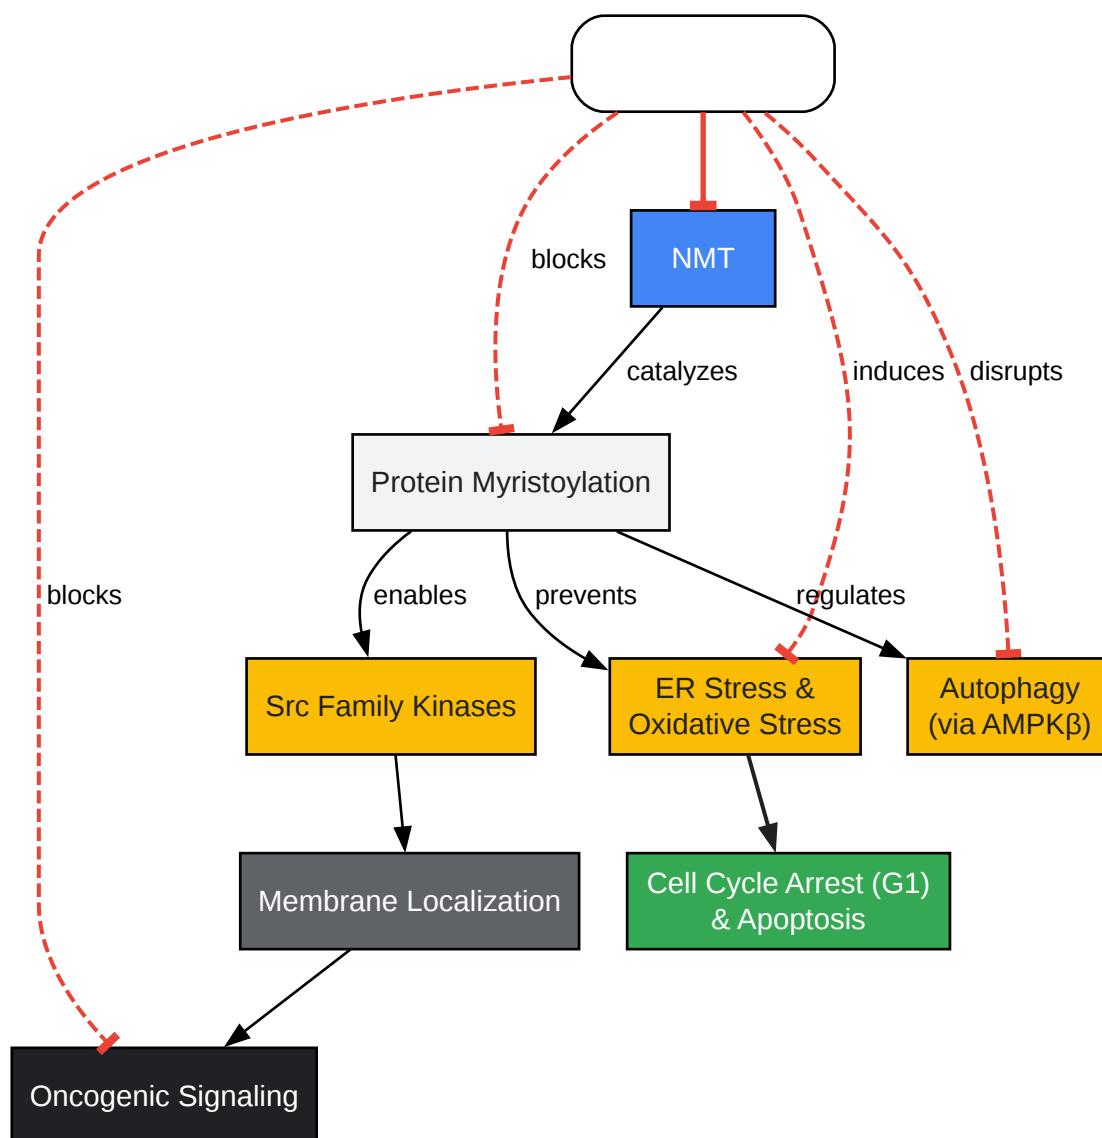 NMT
blocks
catalyzes
induces
disrupts
Protein Myristoylation
blocks
enables
prevents
regulates
Src Family Kinases
ER Stress &
Oxidative Stress
Autophagy
(via AMPKβ)
Membrane Localization
Cell Cycle Arrest (G1)
& Apoptosis
Oncogenic Signaling